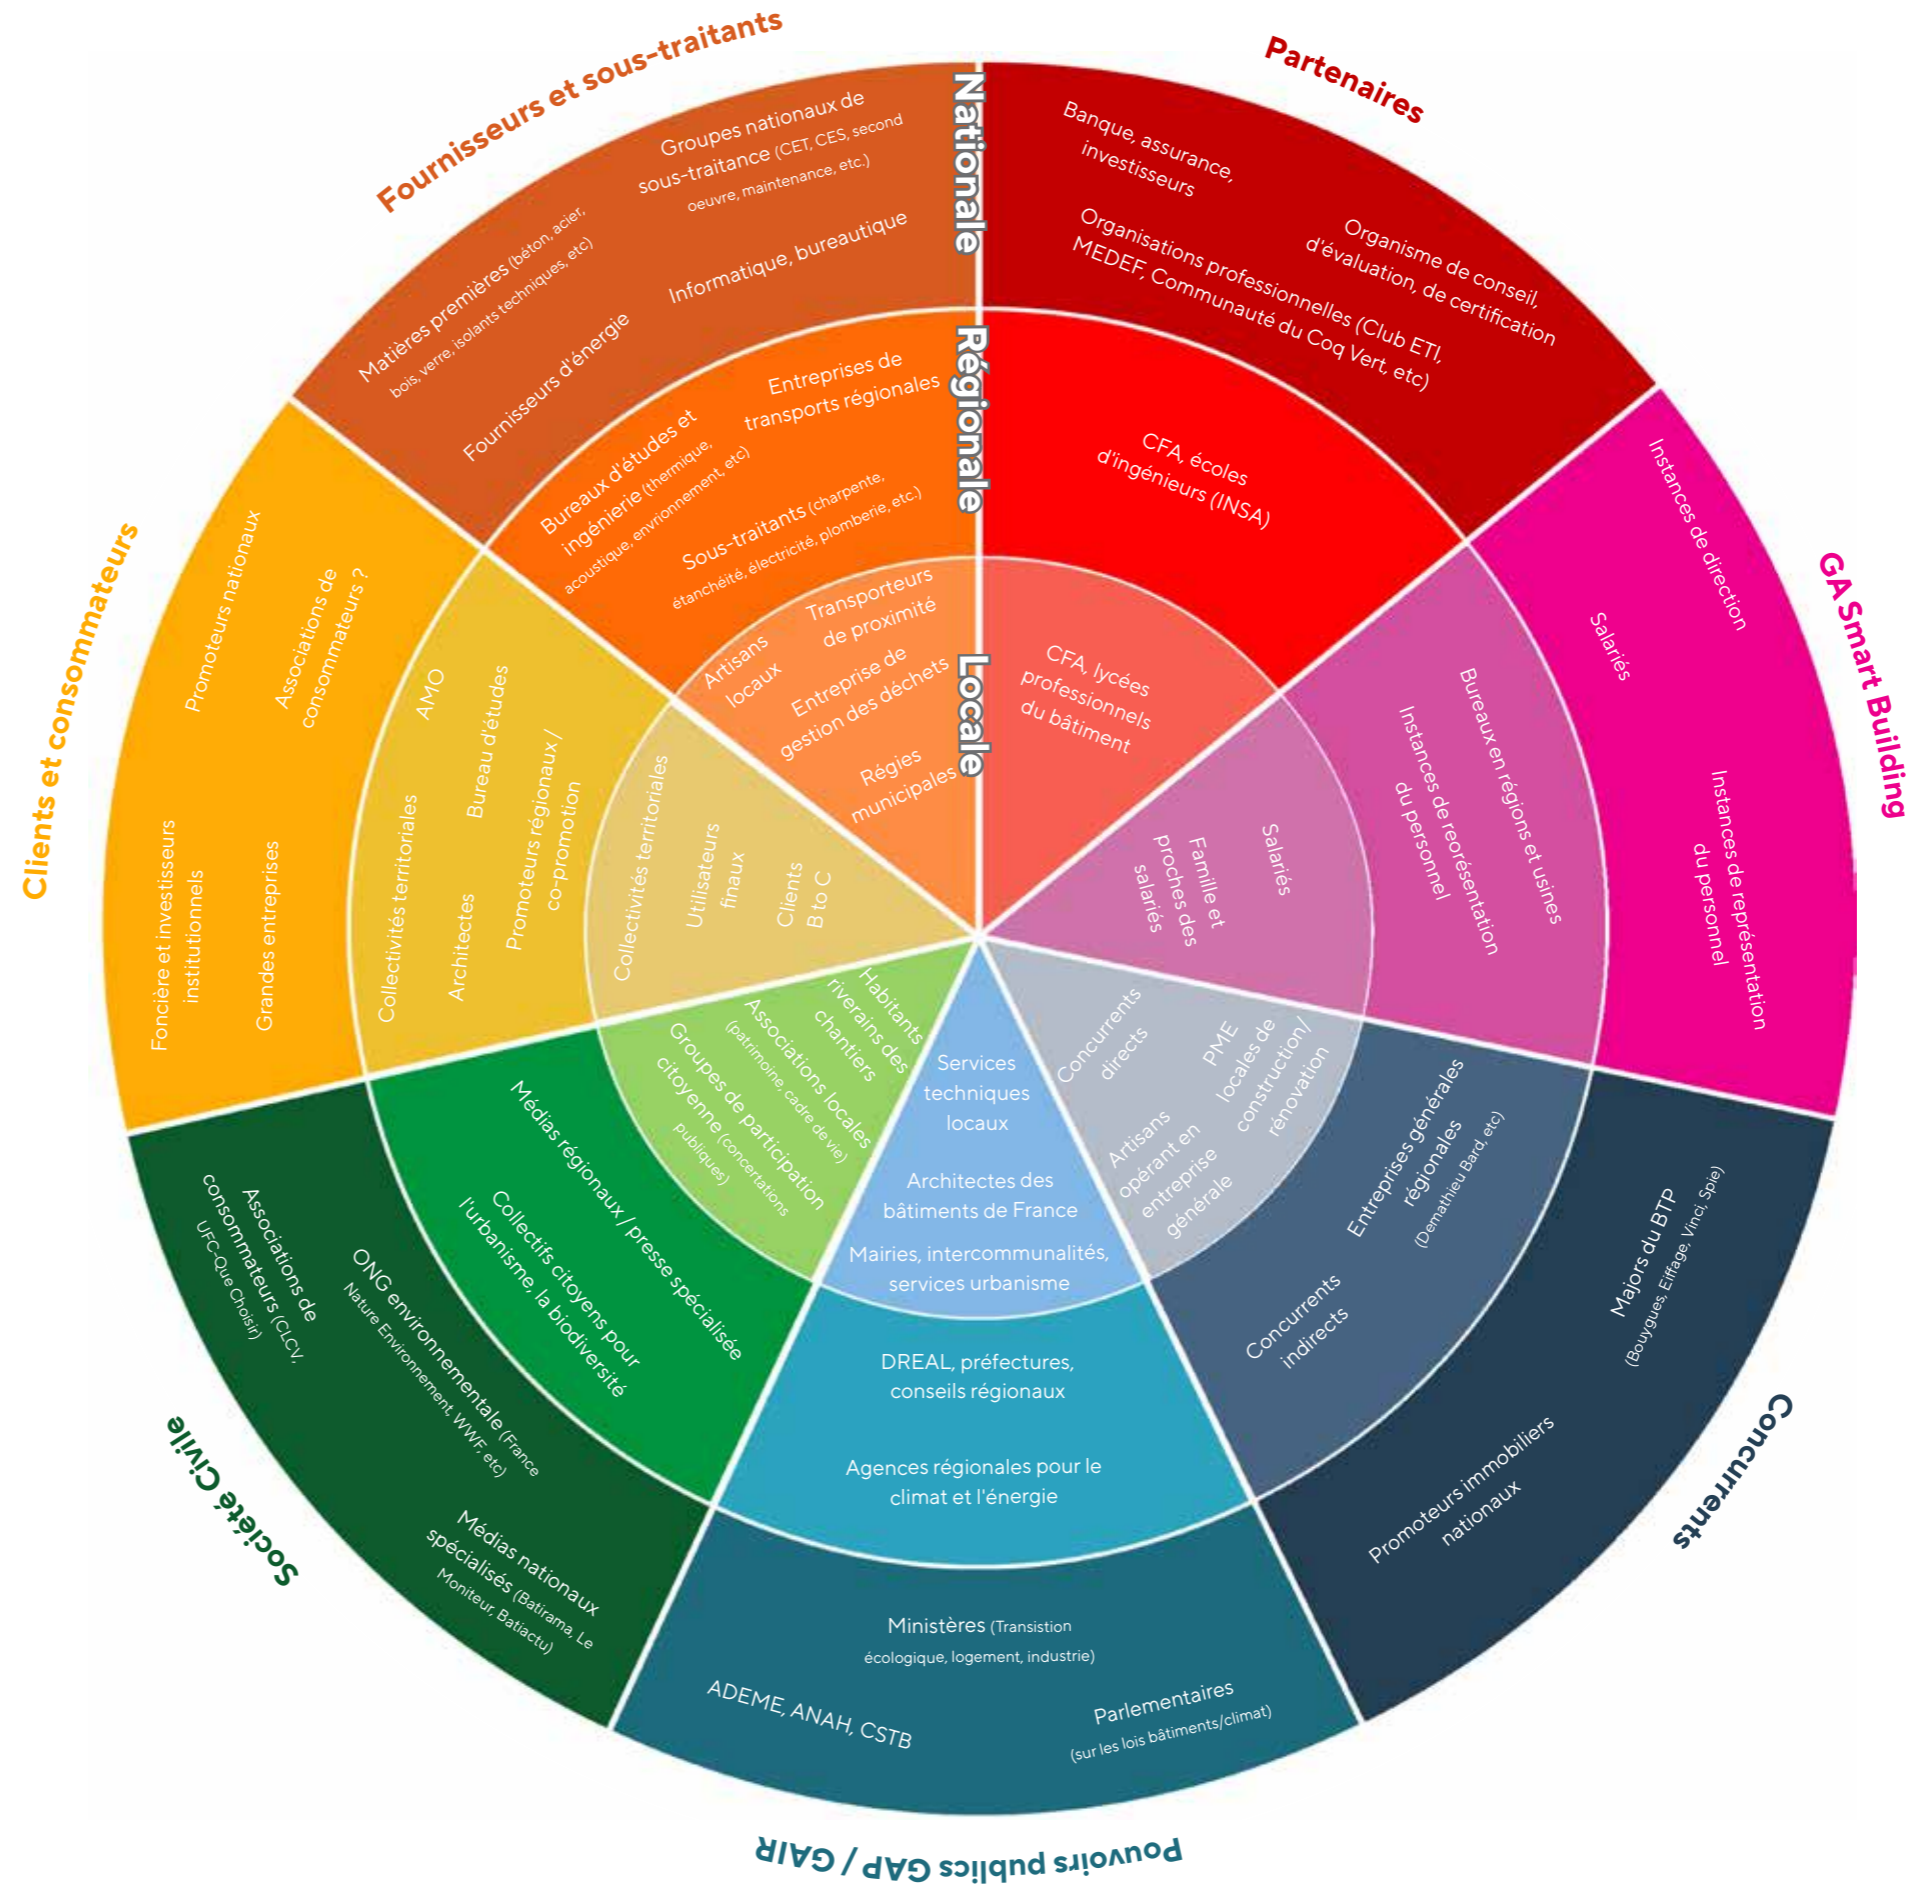 Fournisseurs et sous-traitants
Groupes nationaux de
sous-traitance (CET, CES, second
oeuvre, maintenance, etc.)
Matières premières (béton, acier,
bois, verre, isolants techniques, etc)
Informatique, bureautique
Fournisseurs d'énergie
Bureaux d'études et
ingénierie (thermique,
acoustique, envrionnement, etc)
Entreprises de
transports régionales
Sous-traitants (charpente,
étanchéité, électricité, plomberie, etc.)
Artisans
locaux
Transporteurs
de proximité
Entreprise de
gestion des déchets
Régies
municipales
Nationale
Régionale
Locale
Partenaires
Banque, assurance,
investisseurs
Organisme de conseil,
d'évaluation, de certification
Organisations professionnelles (Club ETI,
MEDEF, Communauté du Coq Vert, etc)
CFA, écoles
d'ingénieurs (INSA)
CFA, lycées
professionnels
du bâtiment
GA Smart Building
Instances de direction
Salariés
Instances de représentation
du personnel
Bureaux en régions et usines
Instances de reorésentation
du personnel
Salariés
Famille et
proches des
salariés
Concurrents
Majors du BTP
(Bouygues, Eiffage, Vinci, Spie)
Promoteurs immobiliers
nationaux
Entreprises générales
régionales
(Demathieu Bard, etc)
Concurrents
indirects
Concurrents
directs
PME
locales de
construction/
rénovation
Artisans
opérant en
entreprise
générale
Pouvoirs publics GAP / GAIR
Services
techniques
locaux
Architectes des
bâtiments de France
Mairies, intercommunalités,
services urbanisme
DREAL, préfectures,
conseils régionaux
Agences régionales pour le
climat et l'énergie
Ministères (Transistion
écologique, logement, industrie)
ADEME, ANAH, CSTB
Parlementaires
(sur les lois bâtiments/climat)
Société Civile
Habitants
riverains des
chantiers
Associations locales
(patrimoine, cadre de vie)
Groupes de participation
citoyenne (concertations
publiques)
Médias régionaux / presse spécialisée
Collectifs citoyens pour
l'urbanisme, la biodiversité
Associations de
consommateurs (CLCV,
UFC-Que Choisir)
ONG environnementale (France
Nature Environnement, WWF, etc)
Médias nationaux
spécialisés (Batirama, Le
Moniteur, Batiactu)
Clients et consommateurs
Promoteurs nationaux
Associations de
consommateurs ?
Foncière et investisseurs
institutionnels
Grandes entreprises
AMO
Bureau d'études
Promoteurs régionaux/
co-promotion
Collectivités territoriales
Architectes
Collectivités territoriales
Utilisateurs
finaux
Clients
B to C